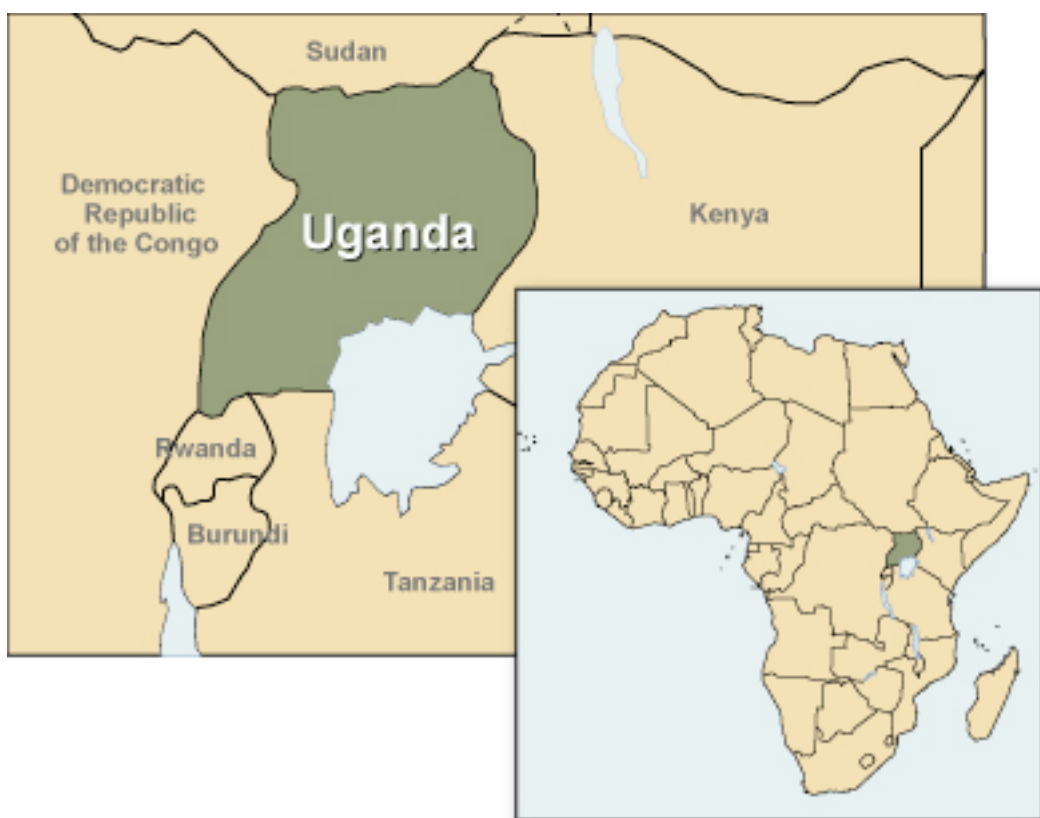 Sudan
Democratic
Republic
of the Congo
Uganda
Kenya
Rwanda
Burundi
Tanzania